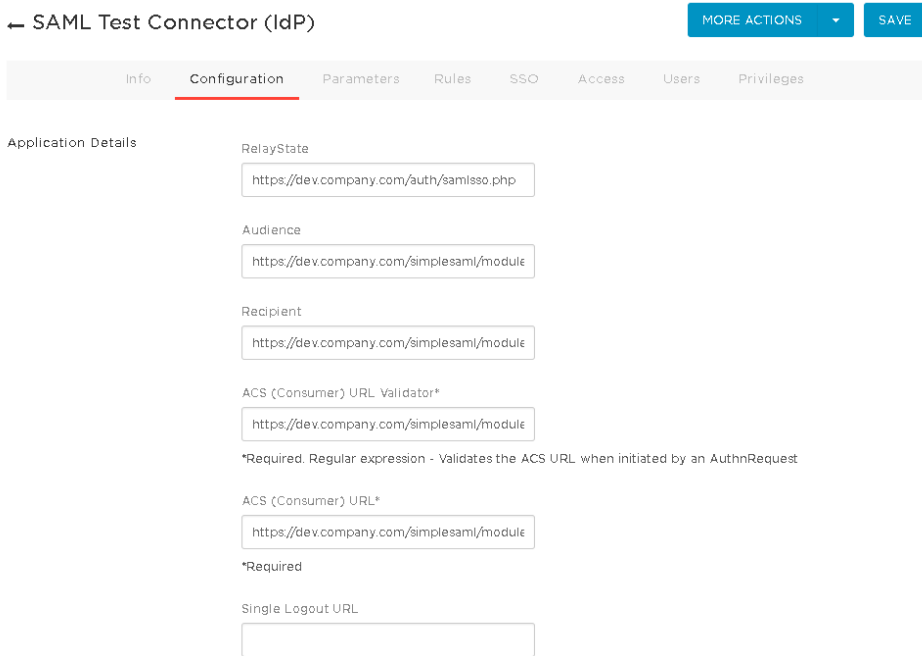 ← SAML Test Connector (IdP)
MORE ACTIONS
SAVE
Info Configuration Parameters Rules SSO Access Users Privileges
Application Details
RelayState
https://dev.company.com/auth/samlsso.php
Audience
https://dev.company.com/simplesaml/module
Recipient
https://dev.company.com/simplesaml/module
ACS (Consumer) URL Validator*
https://dev.company.com/simplesaml/module
*Required. Regular expression - Validates the ACS URL when initiated by an AuthnRequest
ACS (Consumer) URL*
https://dev.company.com/simplesaml/module
*Required
Single Logout URL